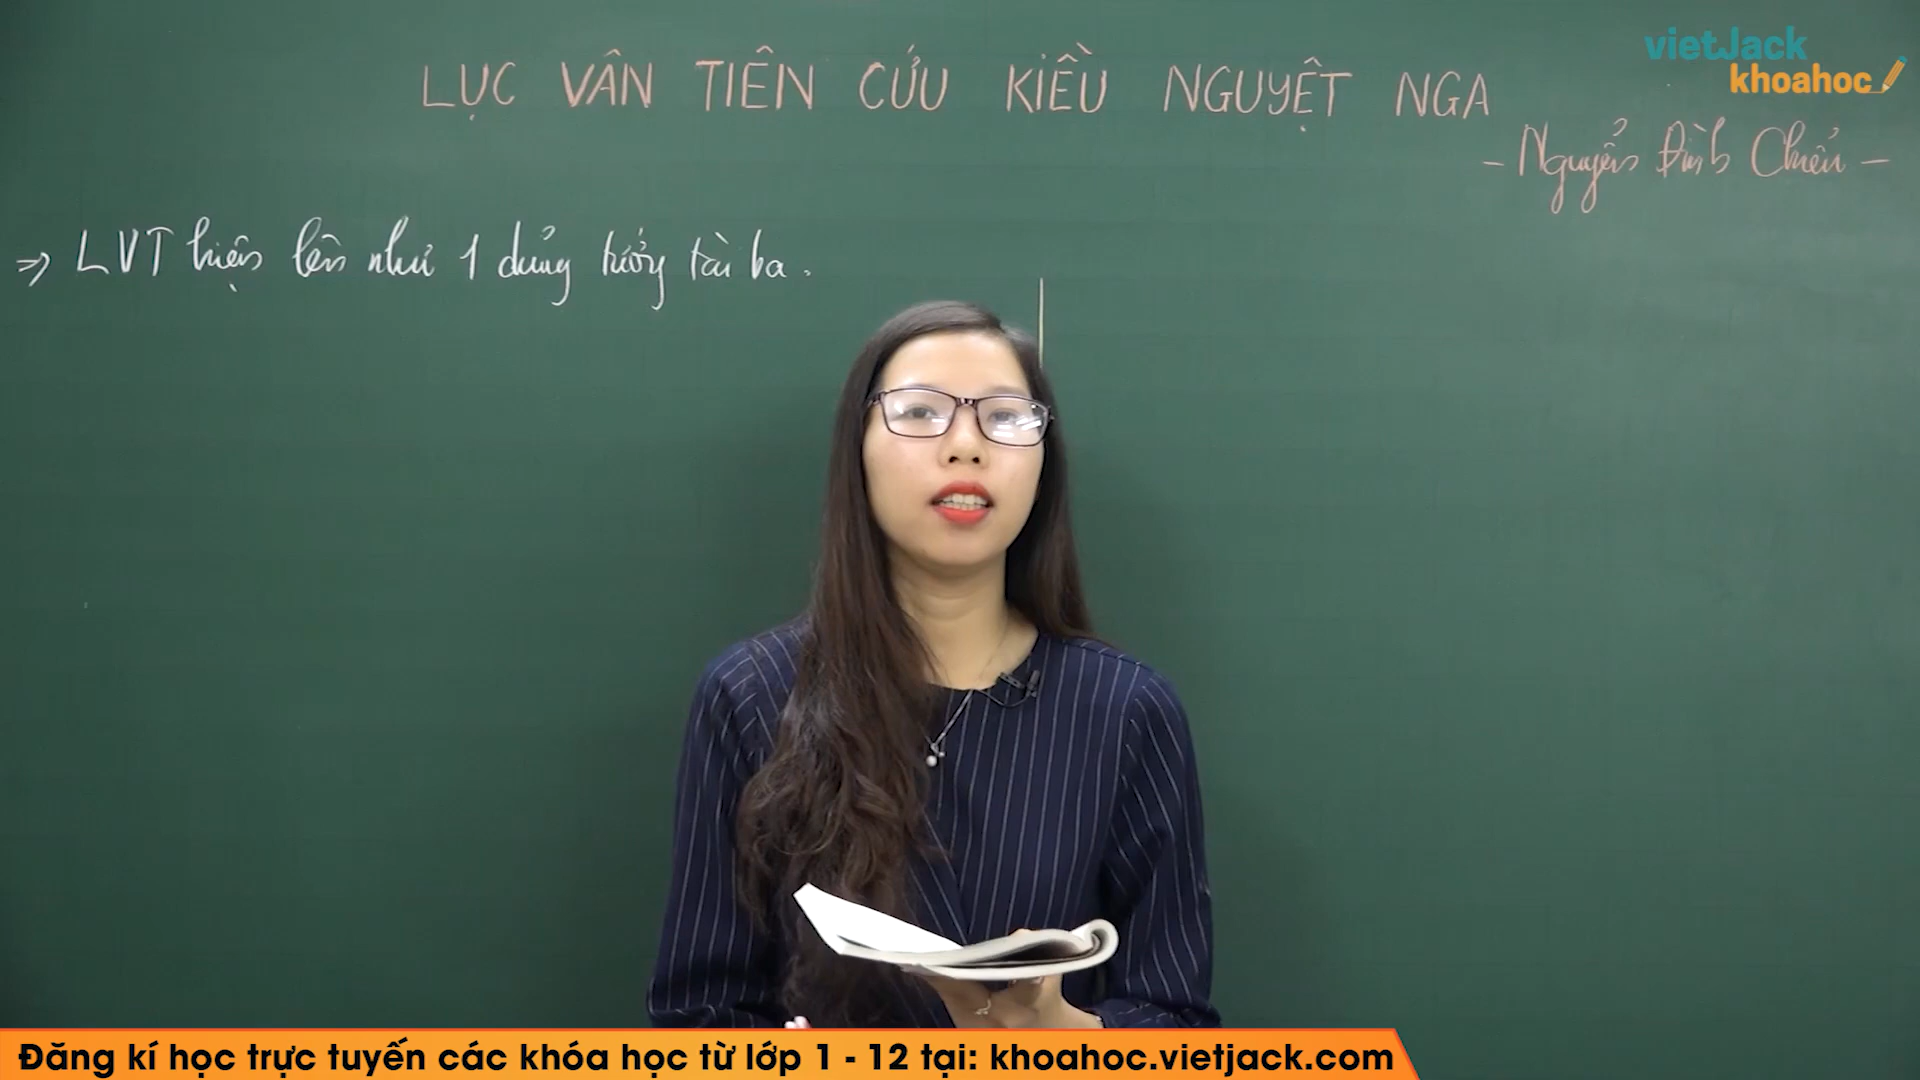 vietJack
khoahoc
LỤC VÂN TIÊN CỨU KIỀU NGUYỆT NGA
- Nguyễn Đình Chiểu -
=> LVT hiện lên như 1 dũng tướng tài ba.
Đăng kí học trực tuyến các khóa học từ lớp 1 - 12 tại: khoahoc.vietjack.com